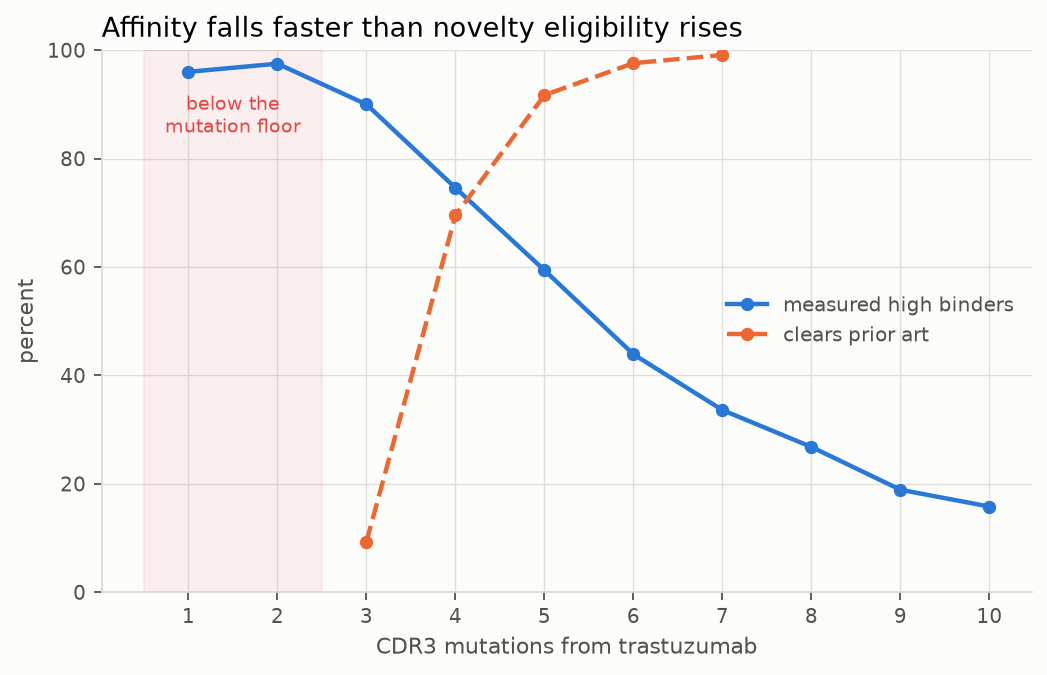 Affinity falls faster than novelty eligibility rises
100
80
60
40
20
0
percent
below the
mutation floor
measured high binders
clears prior art
1 2 3 4 5 6 7 8 9 10
CDR3 mutations from trastuzumab